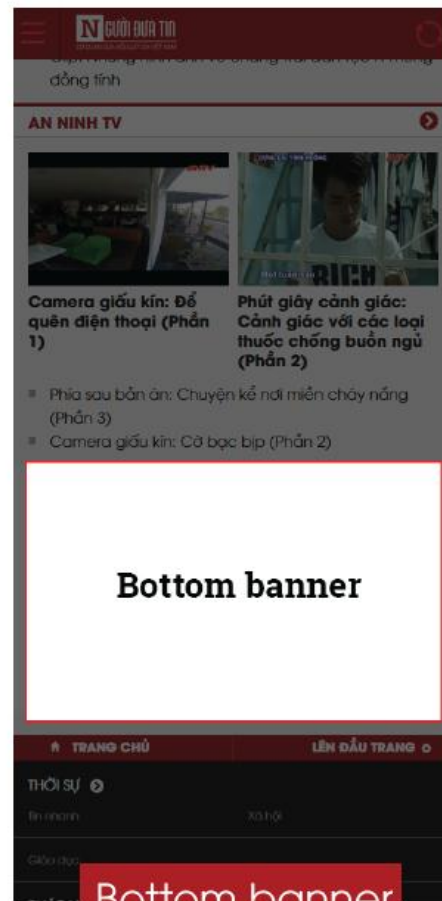 NGƯỜI ĐƯA TIN
đồng tính
AN NINH TV
Camera giấu kín: Để
quên điện thoại (Phần
1)
Phút giây cảnh giác:
Cảnh giác với các loại
thuốc chống buồn ngủ
(Phần 2)
Phía sau bản án: Chuyện kể nơi miền cháy nắng
(Phần 3)
Camera giấu kín: Cờ bạc bịp (Phần 2)
Bottom banner
TRANG CHỦ
LÊN ĐẦU TRANG
THỜI SỰ
Tin nhanh
Xã hội
Giáo dục
Bottom banner